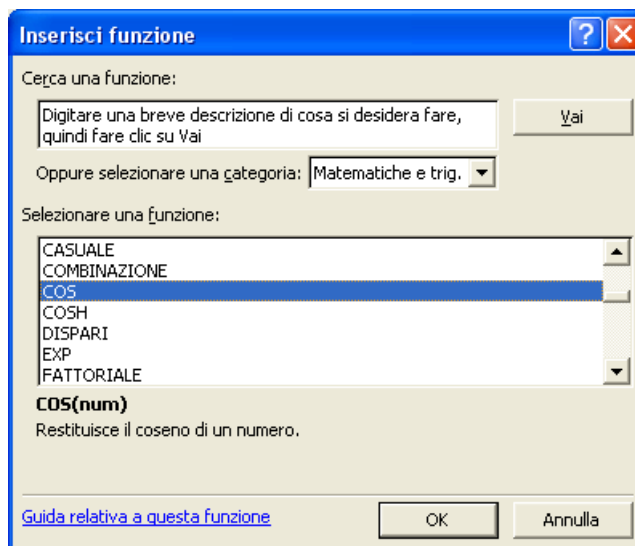 Inserisci funzione
Cerca una funzione:
Digitare una breve descrizione di cosa si desidera fare,
quindi fare clic su Vai
Vai
Oppure selezionare una categoria: Matematiche e trig.
Selezionare una funzione:
CASUALE
COMBINAZIONE
COS
COSH
DISPARI
EXP
FATTORIALE
COS(num)
Restituisce il coseno di un numero.
Guida relativa a questa funzione
OK
Annulla